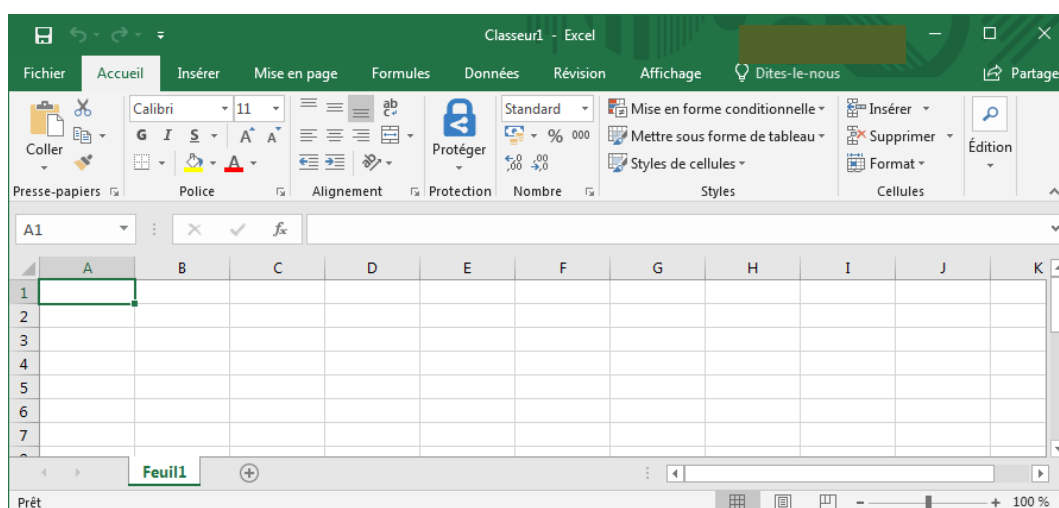 Classeur1 - Excel
Fichier Accueil Insérer Mise en page Formules Données Révision Affichage Dites-le-nous Partage
Coller
Calibri 11
G I S A A
A
ab
Protéger
Standard
% 000
,00 ,00
Mise en forme conditionnelle
Mettre sous forme de tableau
Styles de cellules
Insérer
Supprimer
Format
Édition
Presse-papiers Police Alignement Protection Nombre Styles Cellules
A1 fx
A B C D E F G H I J K
1
2
3
4
5
6
7
Feuil1
Prêt 100 %